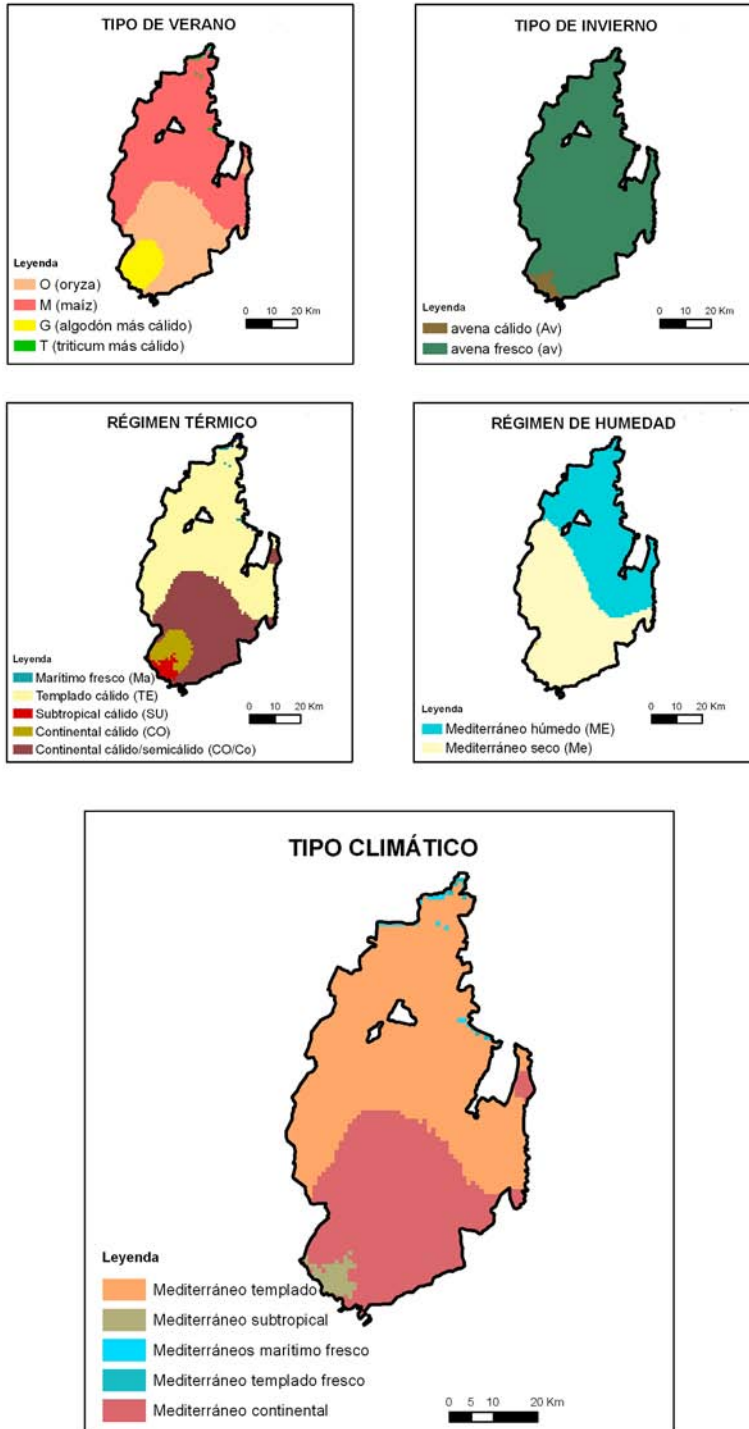 TIPO DE VERANO
Leyenda
O (oryza)
M (maíz)
G (algodón más cálido)
T (triticum más cálido)
0 10 20 Km
TIPO DE INVIERNO
Leyenda
avena cálido (Av)
avena fresco (av)
0 10 20 Km
RÉGIMEN TÉRMICO
Leyenda
Marítimo fresco (Ma)
Templado cálido (TE)
Subtropical cálido (SU)
Continental cálido (CO)
Continental cálido/semicálido (CO/Co)
0 10 20 Km
RÉGIMEN DE HUMEDAD
Leyenda
Mediterráneo húmedo (ME)
Mediterráneo seco (Me)
0 10 20 Km
TIPO CLIMÁTICO
Leyenda
Mediterráneo templado
Mediterráneo subtropical
Mediterráneos marítimo fresco
Mediterráneo templado fresco
Mediterráneo continental
0 5 10 20 Km